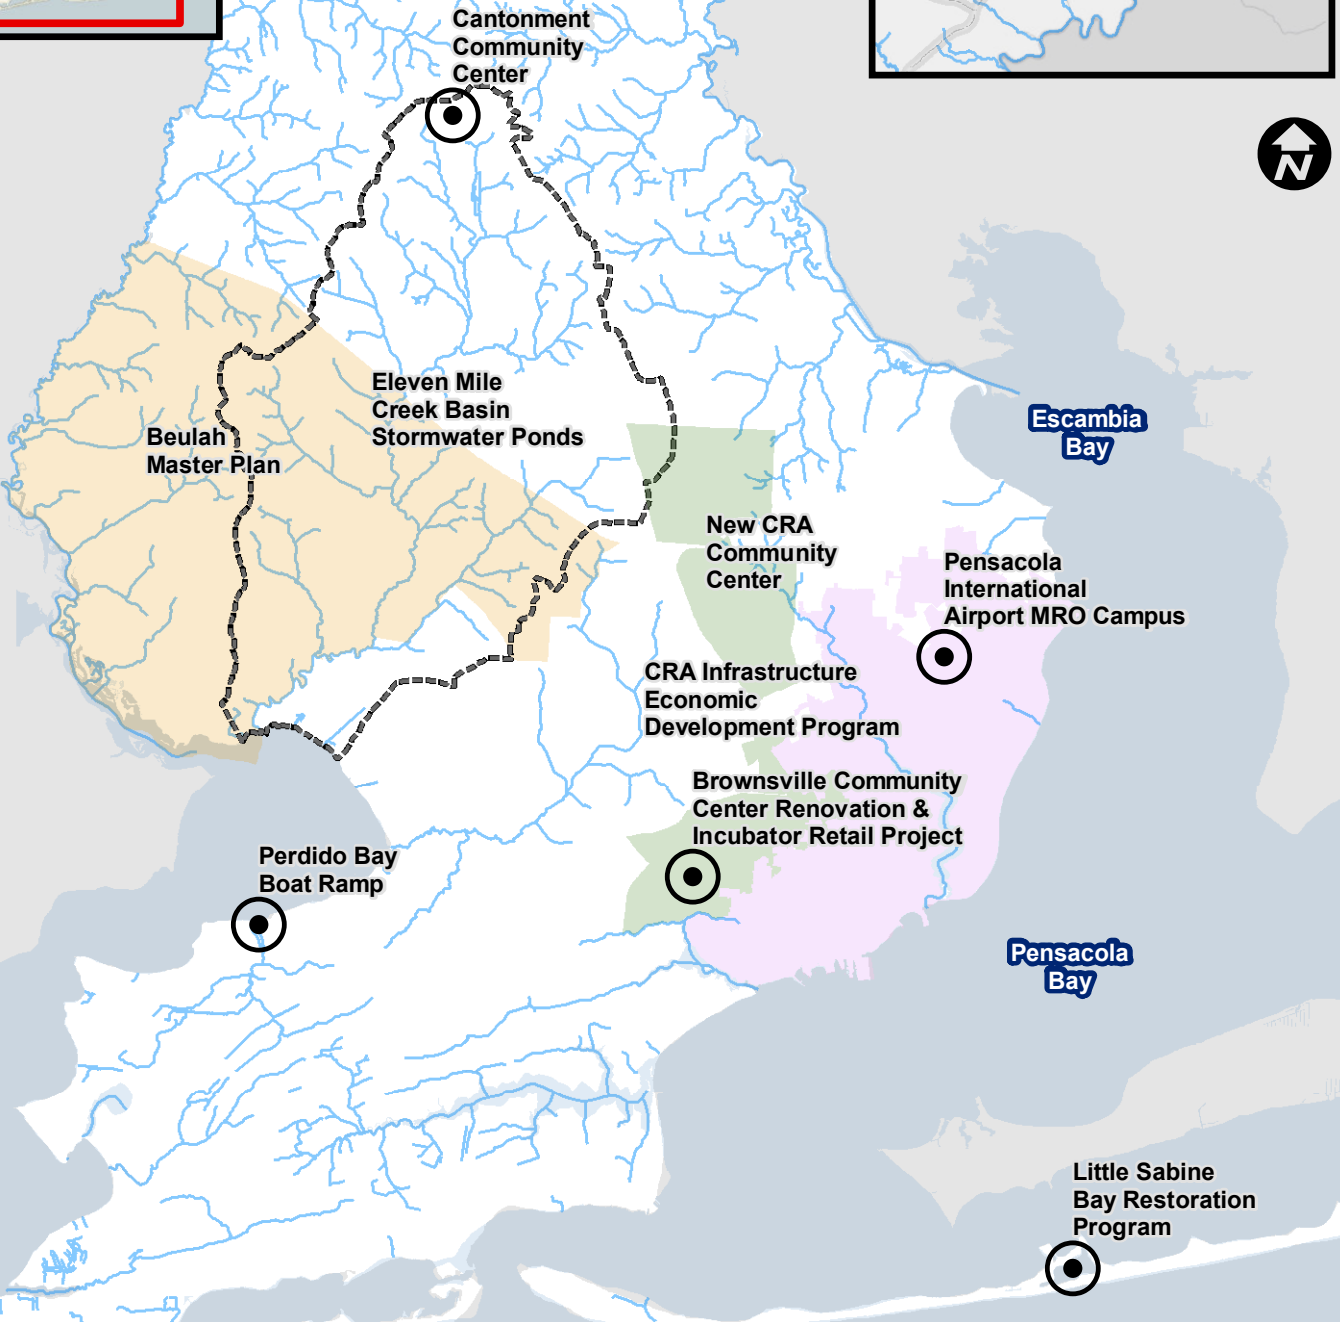 Cantonment
Community
Center
N
Eleven Mile
Creek Basin
Stormwater Ponds
Escambia
Bay
Beulah
Master Plan
New CRA
Community
Center
Pensacola
International
Airport MRO Campus
CRA Infrastructure
Economic
Development Program
Brownsville Community
Center Renovation &
Incubator Retail Project
Perdido Bay
Boat Ramp
Pensacola
Bay
Little Sabine
Bay Restoration
Program